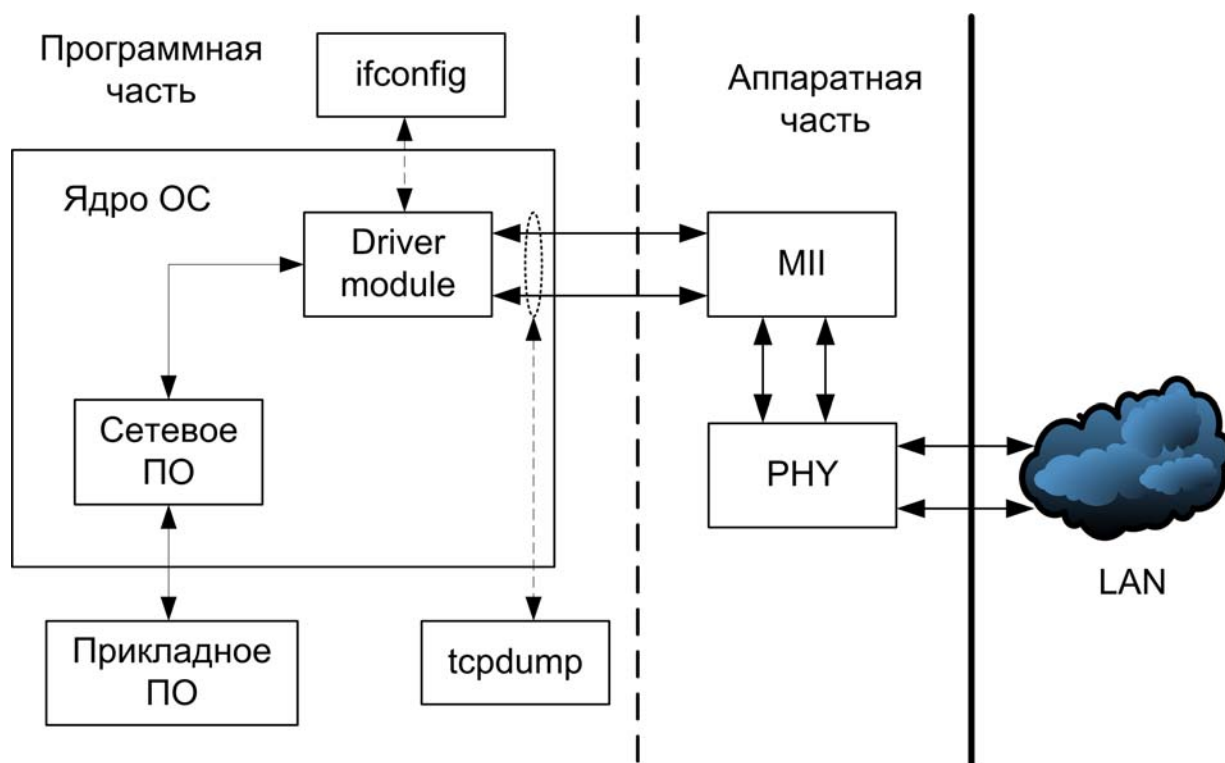 Программная
часть
ifconfig
Аппаратная
часть
Ядро ОС
Driver
module
MII
Сетевое
ПО
PHY
LAN
Прикладное
ПО
tcpdump